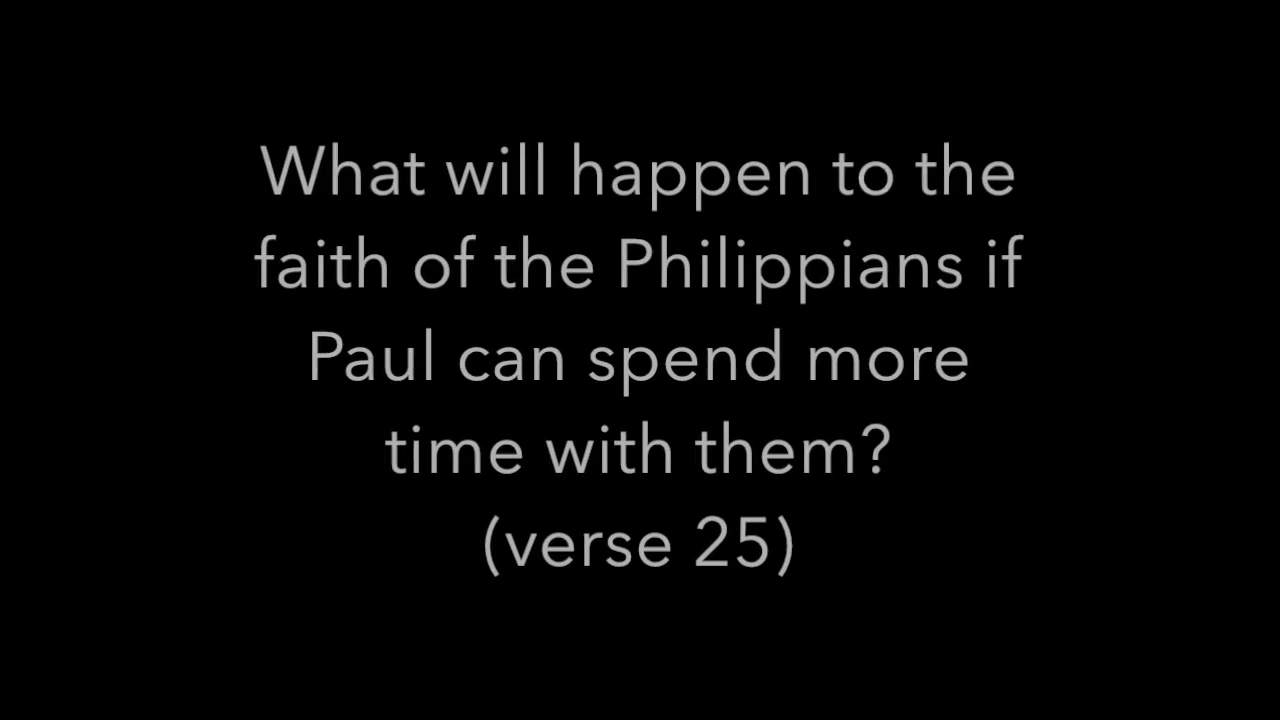 What will happen to the
faith of the Philippians if
Paul can spend more
time with them?
(verse 25)